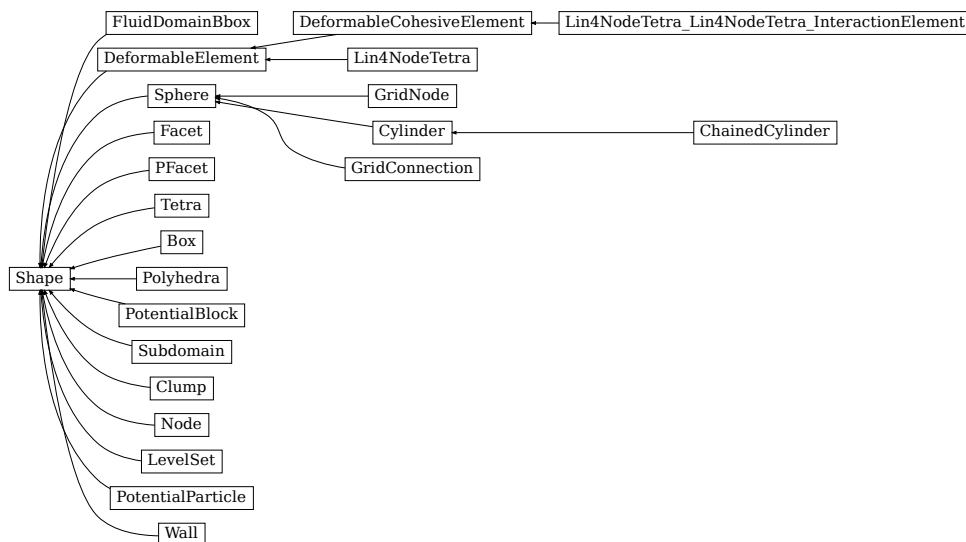 FluidDomainBbox
DeformableCohesiveElement
Lin4NodeTetra_Lin4NodeTetra_InteractionElement
DeformableElement
Lin4NodeTetra
Sphere
GridNode
Facet
Cylinder
ChainedCylinder
PFacet
GridConnection
Tetra
Box
Shape
Polyhedra
PotentialBlock
Subdomain
Clump
Node
LevelSet
PotentialParticle
Wall